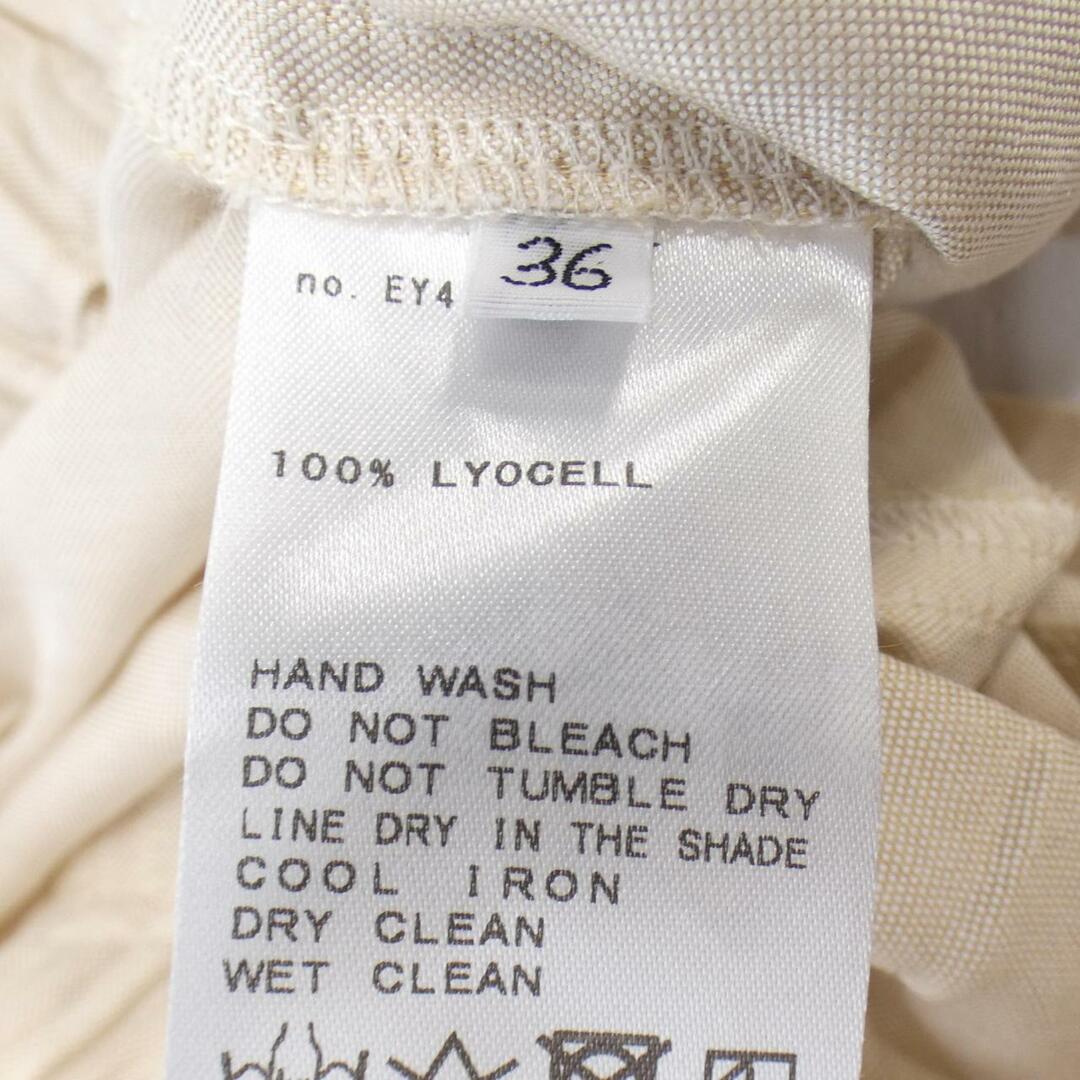 36
no. EY4
100% LYOCELL
HAND WASH
DO NOT BLEACH
DO NOT TUMBLE DRY
LINE DRY IN THE SHADE
COOL IRON
DRY CLEAN
WET CLEAN